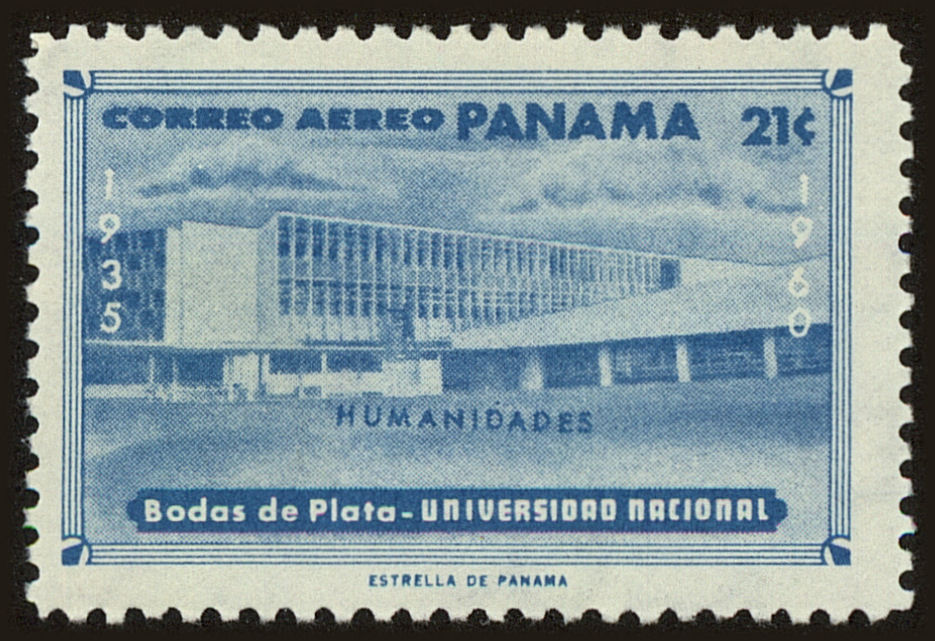 CORREO AEREO PANAMA 21¢
1935
1960
HUMANIDADES
Bodas de Plata - UNIVERSIDAD NACIONAL
ESTRELLA DE PANAMA